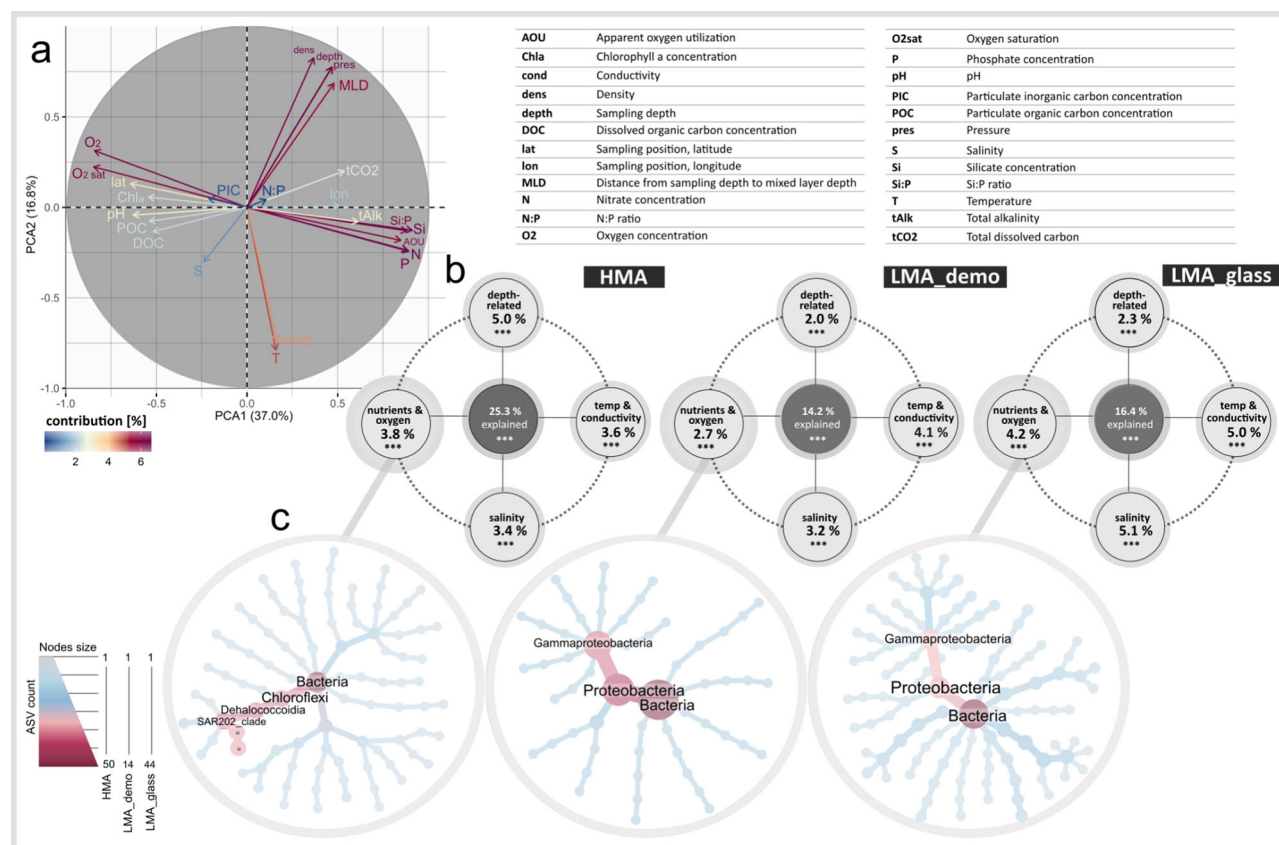 a
dens
depth
pres
MLD
O2
O2 sat
lat
Chla
PIC
N:P
tCO2
lon
pH
POC
DOC
tAlk
Si:P
Si
AOU
N
P
S
T
0.5
0.0
-0.5
-1.0
-1.0
-0.5
0.0
0.5
PCA2 (16.8%)
PCA1 (37.0%)
contribution [%]
2 4 6
AOU Apparent oxygen utilization
Chla Chlorophyll a concentration
cond Conductivity
dens Density
depth Sampling depth
DOC Dissolved organic carbon concentration
lat Sampling position, latitude
lon Sampling position, longitude
MLD Distance from sampling depth to mixed layer depth
N Nitrate concentration
N:P N:P ratio
O2 Oxygen concentration
O2sat Oxygen saturation
P Phosphate concentration
pH pH
PIC Particulate inorganic carbon concentration
POC Particulate organic carbon concentration
pres Pressure
S Salinity
Si Silicate concentration
Si:P Si:P ratio
T Temperature
tAlk Total alkalinity
tCO2 Total dissolved carbon
b
HMA
depth-
related
5.0 %
***
nutrients &
oxygen
3.8 %
***
25.3 %
explained
***
temp &
conductivity
3.6 %
***
salinity
3.4 %
***
LMA_demo
depth-
related
2.0 %
***
nutrients &
oxygen
2.7 %
***
14.2 %
explained
***
temp &
conductivity
4.1 %
***
salinity
3.2 %
***
LMA_glass
depth-
related
2.3 %
***
nutrients &
oxygen
4.2 %
***
16.4 %
explained
***
temp &
conductivity
5.0 %
***
salinity
5.1 %
***
c
Nodes size
ASV count
1 1 1
50 14 44
HMA
LMA_demo
LMA_glass
Bacteria
Chloroflexi
Dehalococcoidia
SAR202_clade
Gammaproteobacteria
Proteobacteria
Bacteria
Gammaproteobacteria
Proteobacteria
Bacteria